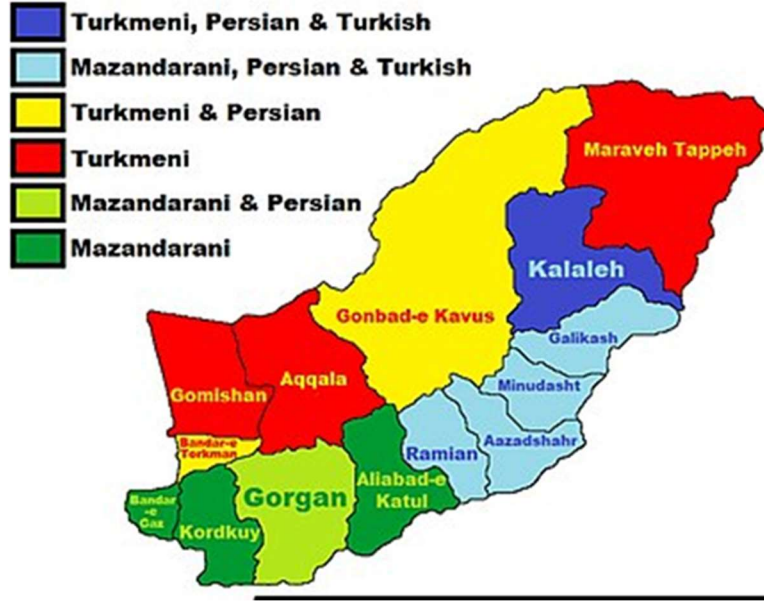 Turkmeni, Persian & Turkish
Mazandarani, Persian & Turkish
Turkmeni & Persian
Turkmeni
Mazandarani & Persian
Mazandarani
Maraveh Tappeh
Kalaleh
Gonbad-e Kavus
Galikash
Minudasht
Aqqala
Gomishan
Aazadshahr
Ramian
Bandar-e
Torkman
Aliabad-e
Katul
Gorgan
Bandar
-e
Gaz
Kordkuy